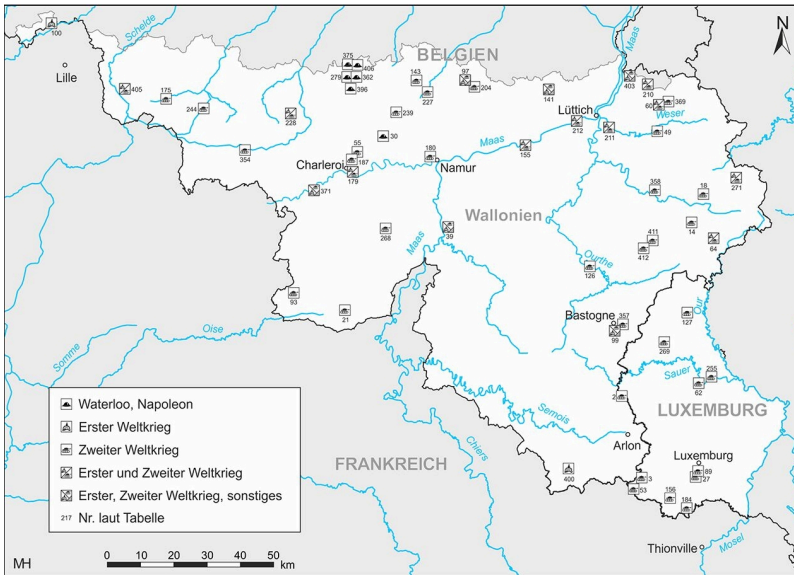 BELGIEN
N
Maas
Schelde
100
Lille
375
406
279
362
396
143
227
97
204
141
403
210
60
369
Weser
405
175
244
228
239
Lüttich
212
211
49
30
354
55
187
Charleroi
179
180
Namur
Maas
155
371
358
18
271
Wallonien
39
268
Maas
14
411
412
64
Ourthe
126
93
21
Oise
Somme
Bastogne
357
99
127
Our
269
Sauer
255
62
2
LUXEMBURG
Semois
Arlon
Chiers
FRANKREICH
400
Luxemburg
89
27
3
53
156
184
Thionville
Mosel
Waterloo, Napoleon
Erster Weltkrieg
Zweiter Weltkrieg
Erster und Zweiter Weltkrieg
Erster, Zweiter Weltkrieg, sonstiges
217 Nr. laut Tabelle
MH
0 10 20 30 40 50
km